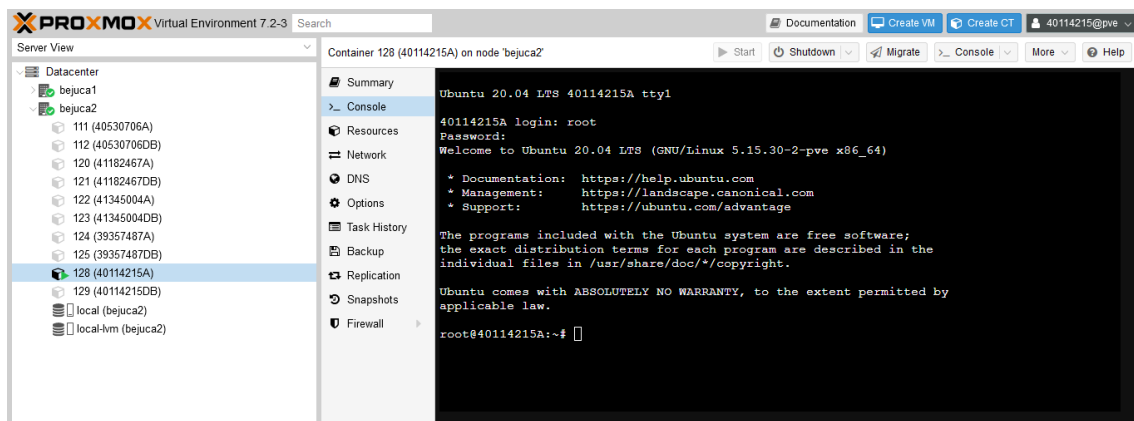 PROXMOX Virtual Environment 7.2-3 Search
Documentation Create VM Create CT 40114215@pve
Server View
Container 128 (40114215A) on node 'bejuca2'
Start Shutdown Migrate Console More Help
Datacenter
bejuca1
bejuca2
111 (40530706A)
112 (40530706DB)
120 (41182467A)
121 (41182467DB)
122 (41345004A)
123 (41345004DB)
124 (39357487A)
125 (39357487DB)
128 (40114215A)
129 (40114215DB)
local (bejuca2)
local-lvm (bejuca2)
Summary
>_ Console
Resources
Network
DNS
Options
Task History
Backup
Replication
Snapshots
Firewall
Ubuntu 20.04 LTS 40114215A tty1
40114215A login: root
Password:
Welcome to Ubuntu 20.04 LTS (GNU/Linux 5.15.30-2-pve x86_64)
* Documentation: https://help.ubuntu.com
* Management: https://landscape.canonical.com
* Support: https://ubuntu.com/advantage
The programs included with the Ubuntu system are free software;
the exact distribution terms for each program are described in the
individual files in /usr/share/doc/*/copyright.
Ubuntu comes with ABSOLUTELY NO WARRANTY, to the extent permitted by
applicable law.
root@40114215A:~#